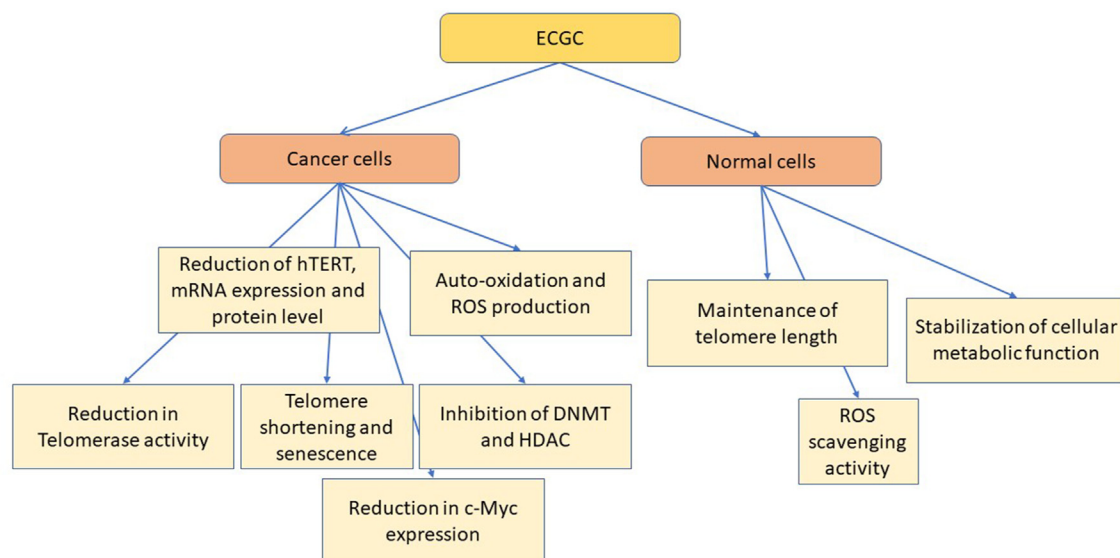 ECGC
Cancer cells
Normal cells
Reduction of hTERT,
mRNA expression and
protein level
Auto-oxidation and
ROS production
Maintenance of
telomere length
Stabilization of cellular
metabolic function
Reduction in
Telomerase activity
Telomere
shortening and
senescence
Inhibition of DNMT
and HDAC
ROS
scavenging
activity
Reduction in c-Myc
expression